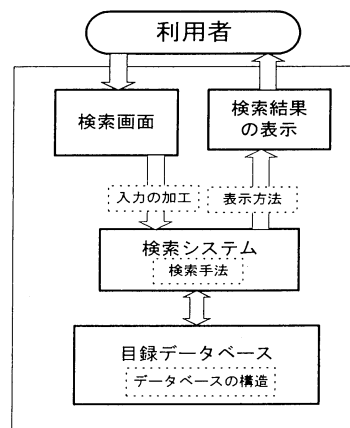 利用者
検索画面
検索結果
の表示
入力の加工
表示方法
検索システム
検索手法
目録データベース
データベースの構造